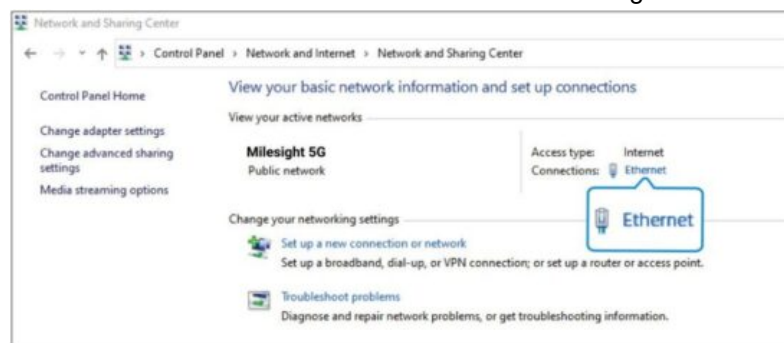 Network and Sharing Center
Control Panel > Network and Internet > Network and Sharing Center
Control Panel Home
Change adapter settings
Change advanced sharing
settings
Media streaming options
View your basic network information and set up connections
View your active networks
Milesight 5G
Public network
Access type: Internet
Connections: Ethernet
Ethernet
Change your networking settings
Set up a new connection or network
Set up a broadband, dial-up, or VPN connection; or set up a router or access point.
Troubleshoot problems
Diagnose and repair network problems, or get troubleshooting information.